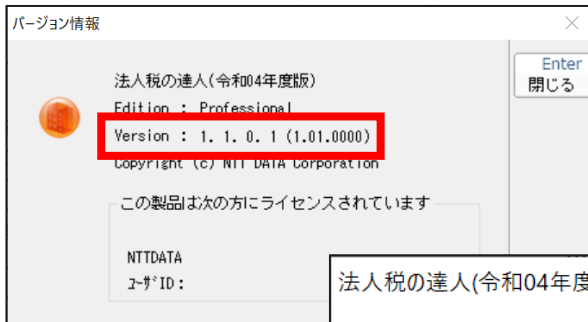 バージョン情報
Enter
閉じる
法人税の達人(令和04年度版)
Edition : Professional
Version : 1. 1. 0. 1 (1.01.0000)
Copyright (c) NTT DATA Corporation
この製品は次の方にライセンスされています
NTTDATA
ﾕｰｻﾞID :
法人税の達人(令和04年度